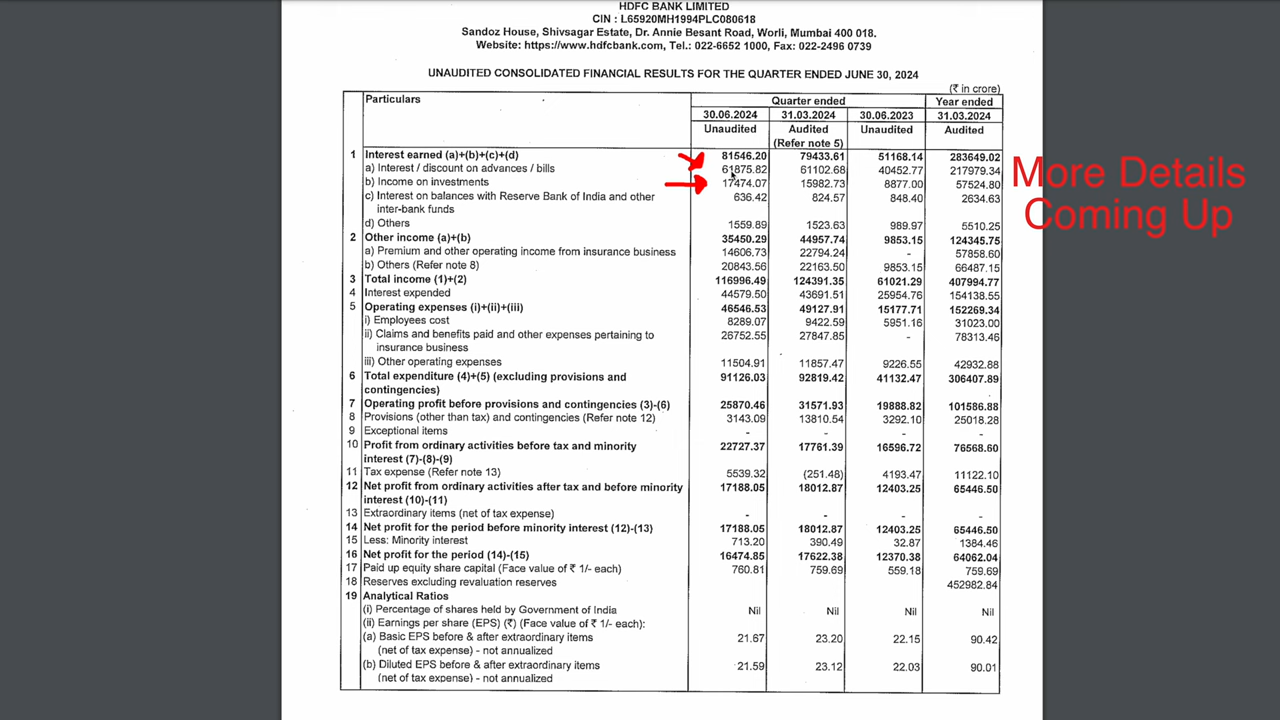 HDFC BANK LIMITED
CIN : L65920MH1994PLC080618
Sandoz House, Shivsagar Estate, Dr. Annie Besant Road, Worli, Mumbai 400 018.
Website: https://www.hdfcbank.com, Tel.: 022-6652 1000, Fax: 022-2496 0739
UNAUDITED CONSOLIDATED FINANCIAL RESULTS FOR THE QUARTER ENDED JUNE 30, 2024
(₹ in crore)
Particulars Quarter ended Year ended
30.06.2024 31.03.2024 30.06.2023 31.03.2024
Unaudited Audited Unaudited Audited
(Refer note 5)
1 Interest earned (a)+(b)+(c)+(d) 81546.20 79433.61 51168.14 283649.02
a) Interest / discount on advances / bills 61875.82 61102.68 40452.77 217979.34
b) Income on investments 17474.07 15982.73 8877.00 57524.80
c) Interest on balances with Reserve Bank of India and other 636.42 824.57 848.40 2634.63
inter-bank funds
d) Others 1559.89 1523.63 989.97 5510.25
2 Other income (a)+(b) 35450.29 44957.74 9853.15 124345.75
a) Premium and other operating income from insurance business 14606.73 22794.24 - 57858.60
b) Others (Refer note 8) 20843.56 22163.50 9853.15 66487.15
3 Total income (1)+(2) 116996.49 124391.35 61021.29 407994.77
4 Interest expended 44579.50 43691.51 25954.76 154138.55
5 Operating expenses (i)+(ii)+(iii) 46546.53 49127.91 15177.71 152269.34
i) Employees cost 8289.07 9422.59 5951.16 31023.00
ii) Claims and benefits paid and other expenses pertaining to 26752.55 27847.85 - 78313.46
insurance business
iii) Other operating expenses 11504.91 11857.47 9226.55 42932.88
6 Total expenditure (4)+(5) (excluding provisions and 91126.03 92819.42 41132.47 306407.89
contingencies)
7 Operating profit before provisions and contingencies (3)-(6) 25870.46 31571.93 19888.82 101586.88
8 Provisions (other than tax) and contingencies (Refer note 12) 3143.09 13810.54 3292.10 25018.28
9 Exceptional items - - - -
10 Profit from ordinary activities before tax and minority 22727.37 17761.39 16596.72 76568.60
interest (7)-(8)-(9)
11 Tax expense (Refer note 13) 5539.32 (251.48) 4193.47 11122.10
12 Net profit from ordinary activities after tax and before minority 17188.05 18012.87 12403.25 65446.50
interest (10)-(11)
13 Extraordinary items (net of tax expense) - - - -
14 Net profit for the period before minority interest (12)-(13) 17188.05 18012.87 12403.25 65446.50
15 Less: Minority interest 713.20 390.49 32.87 1384.46
16 Net profit for the period (14)-(15) 16474.85 17622.38 12370.38 64062.04
17 Paid up equity share capital (Face value of ₹ 1/- each) 760.81 759.69 559.18 759.69
18 Reserves excluding revaluation reserves 452982.84
19 Analytical Ratios
(i) Percentage of shares held by Government of India Nil Nil Nil Nil
(ii) Earnings per share (EPS) (₹) (Face value of ₹ 1/- each):
(a) Basic EPS before & after extraordinary items 21.67 23.20 22.15 90.42
(net of tax expense) - not annualized
(b) Diluted EPS before & after extraordinary items 21.59 23.12 22.03 90.01
(net of tax expense) - not annualized
More Details
Coming Up